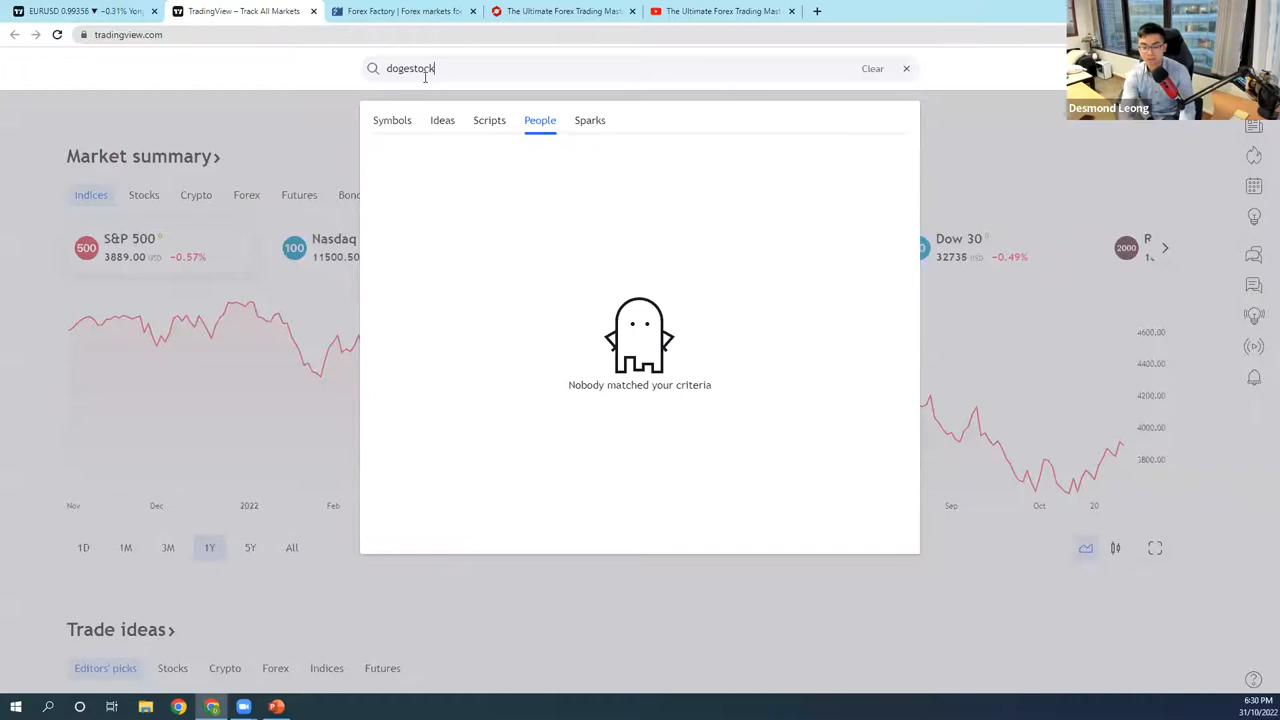 EURUSD 0.99356 ▼ −0.31% Yon
TradingView – Track All Markets
Forex Factory | Forex markets fo
The Ultimate Forex Trading Mast
The Ultimate Forex Trading Mast
tradingview.com
dogestock
Clear
Desmond Leong
Symbols
Ideas
Scripts
People
Sparks
Market summary
Indices
Stocks
Crypto
Forex
Futures
Bon
500
S&P 500
3889.00 USD −0.57%
100
Nasdaq
11500.50
Dow 30
32735 USD −0.49%
2000
R
Nobody matched your criteria
4600.00
4400.00
4200.00
4000.00
3800.00
Nov
Dec
2022
Feb
Sep
Oct
20
1D
1M
3M
1Y
5Y
All
Trade ideas
Editors' picks
Stocks
Crypto
Forex
Indices
Futures
6:30 PM
31/10/2022